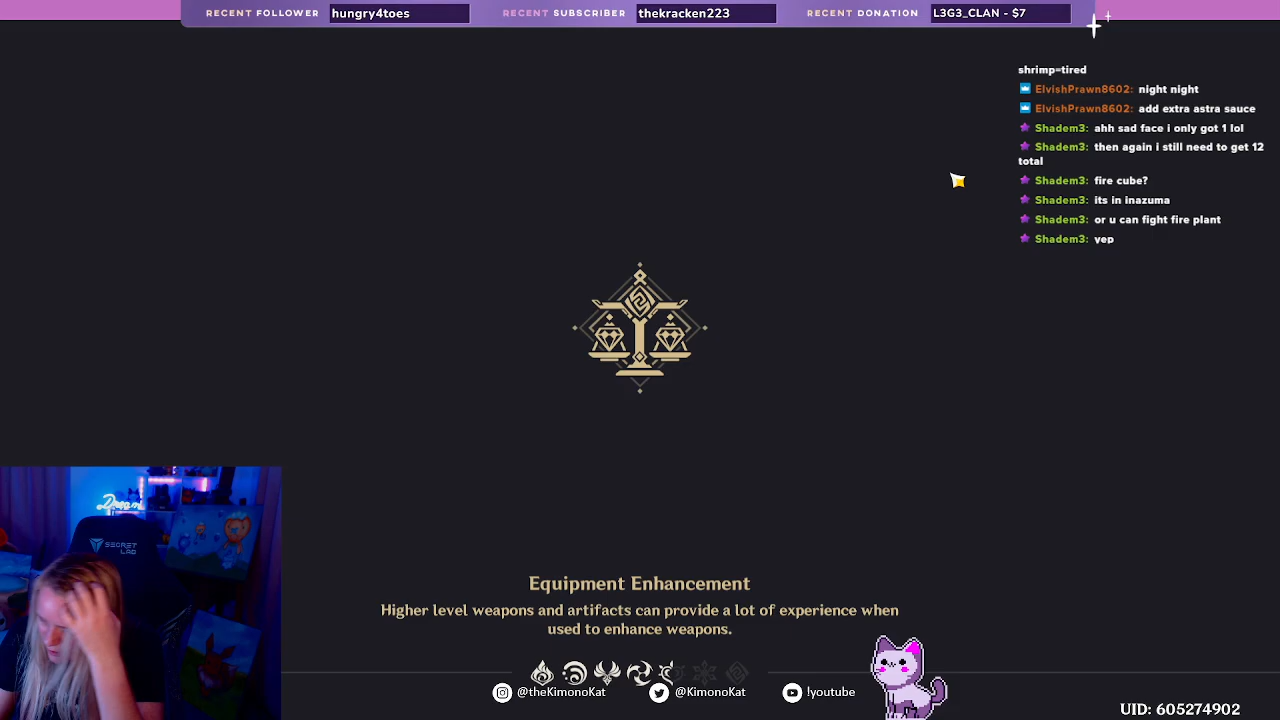 RECENT FOLLOWER hungry4toes RECENT SUBSCRIBER thekracken223 RECENT DONATION L3G3_CLAN - $7
shrimp=tired
ElvishPrawn8602: night night
ElvishPrawn8602: add extra astra sauce
Shadem3: ahh sad face i only got 1 lol
Shadem3: then again i still need to get 12
total
Shadem3: fire cube?
Shadem3: its in inazuma
Shadem3: or u can fight fire plant
Shadem3: yep
Dream
SECRET
LAB
Equipment Enhancement
Higher level weapons and artifacts can provide a lot of experience when
used to enhance weapons.
@theKimonoKat @KimonoKat !youtube
UID: 605274902